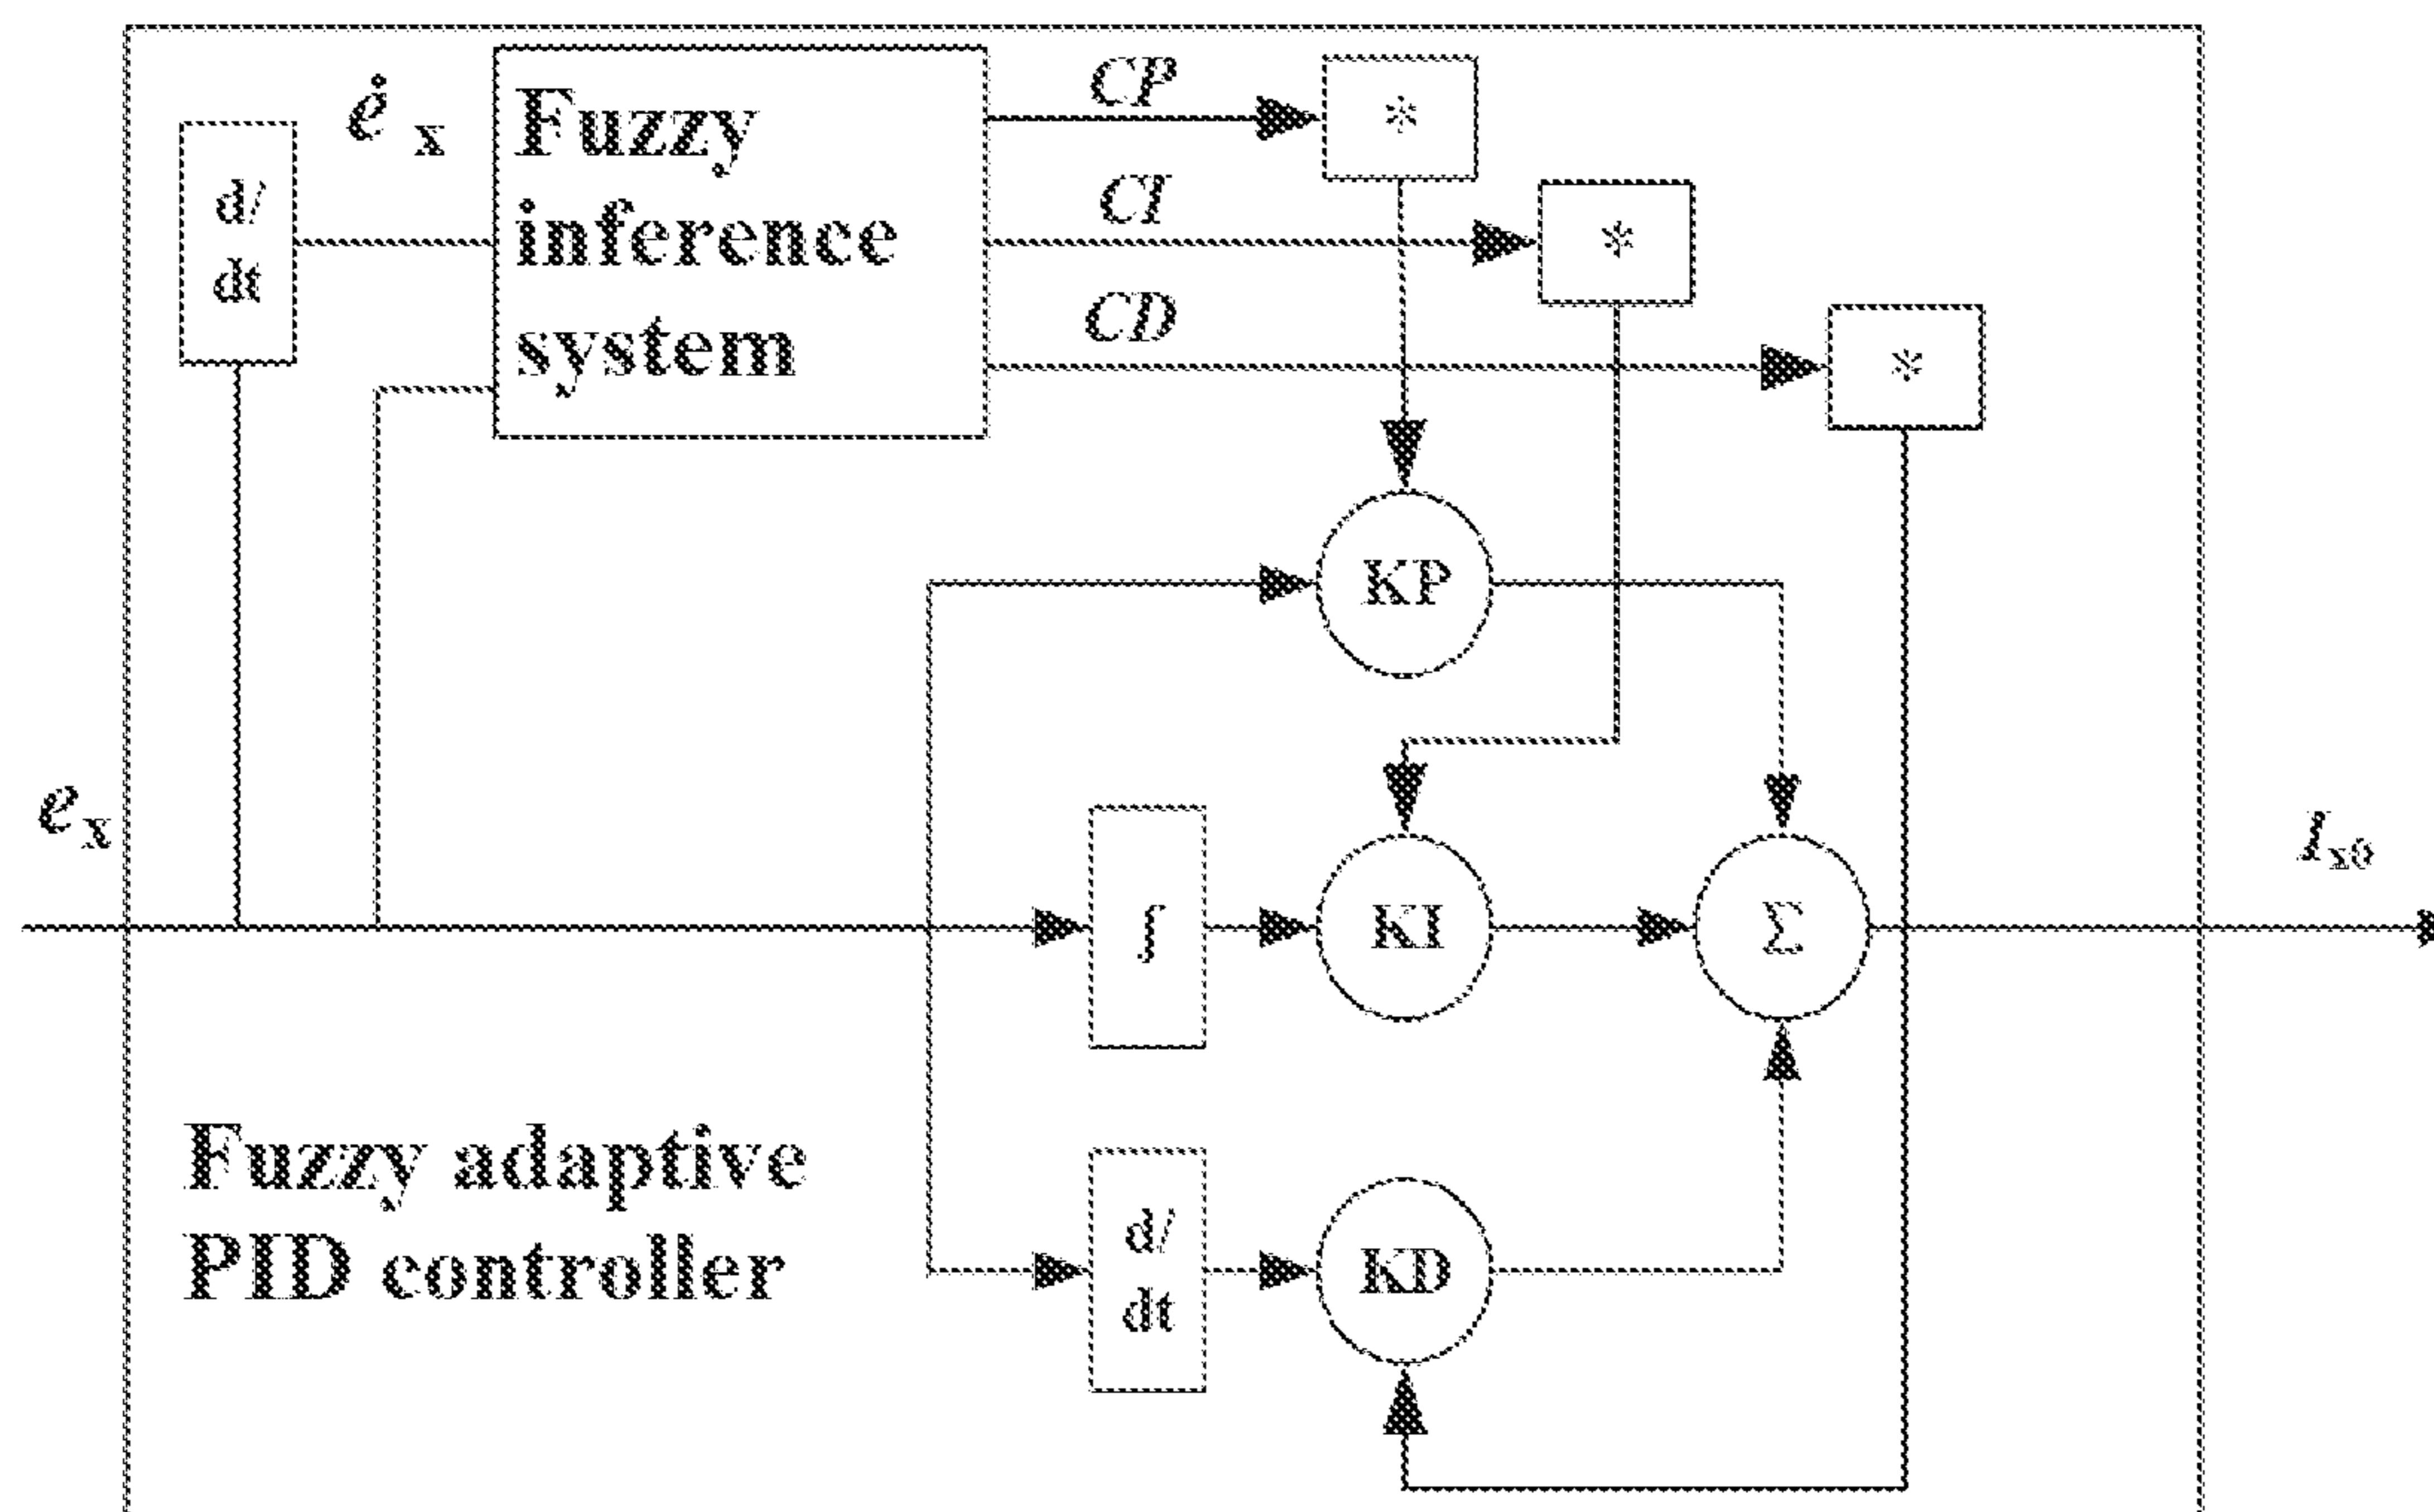 CP
ė x
Fuzzy
inference
system
*
d/
dt
CI
*
CD
*
KP
e x
I x0
∫
KI
Σ
Fuzzy adaptive
PID controller
d/
dt
KD